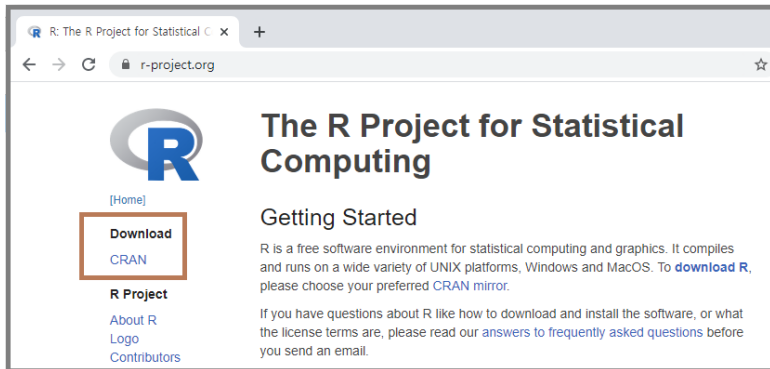 R: The R Project for Statistical C
r-project.org
R
The R Project for Statistical
Computing
[Home]
Download
CRAN
R Project
About R
Logo
Contributors
Getting Started
R is a free software environment for statistical computing and graphics. It compiles
and runs on a wide variety of UNIX platforms, Windows and MacOS. To download R,
please choose your preferred CRAN mirror.
If you have questions about R like how to download and install the software, or what
the license terms are, please read our answers to frequently asked questions before
you send an email.